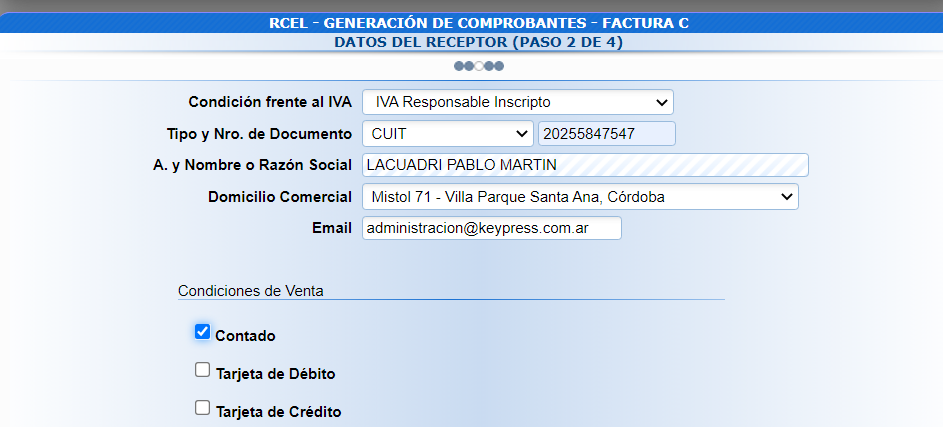 RCEL - GENERACIÓN DE COMPROBANTES - FACTURA C
DATOS DEL RECEPTOR (PASO 2 DE 4)
Condición frente al IVA IVA Responsable Inscripto
Tipo y Nro. de Documento CUIT 20255847547
A. y Nombre o Razón Social LACUADRI PABLO MARTIN
Domicilio Comercial Mistol 71 - Villa Parque Santa Ana, Córdoba
Email administracion@keypress.com.ar
Condiciones de Venta
Contado
Tarjeta de Débito
Tarjeta de Crédito